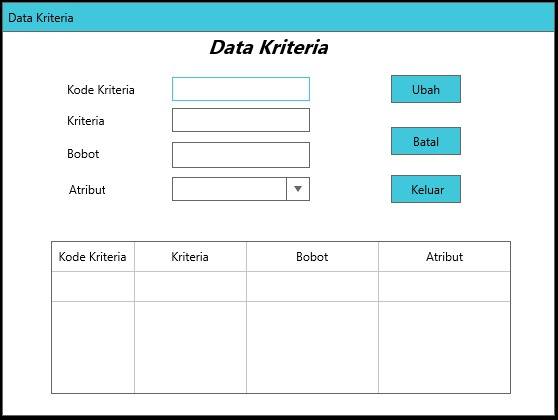 Data Kriteria
Data Kriteria
Kode Kriteria
Ubah
Kriteria
Batal
Bobot
Atribut
Keluar
Kode Kriteria Kriteria Bobot Atribut